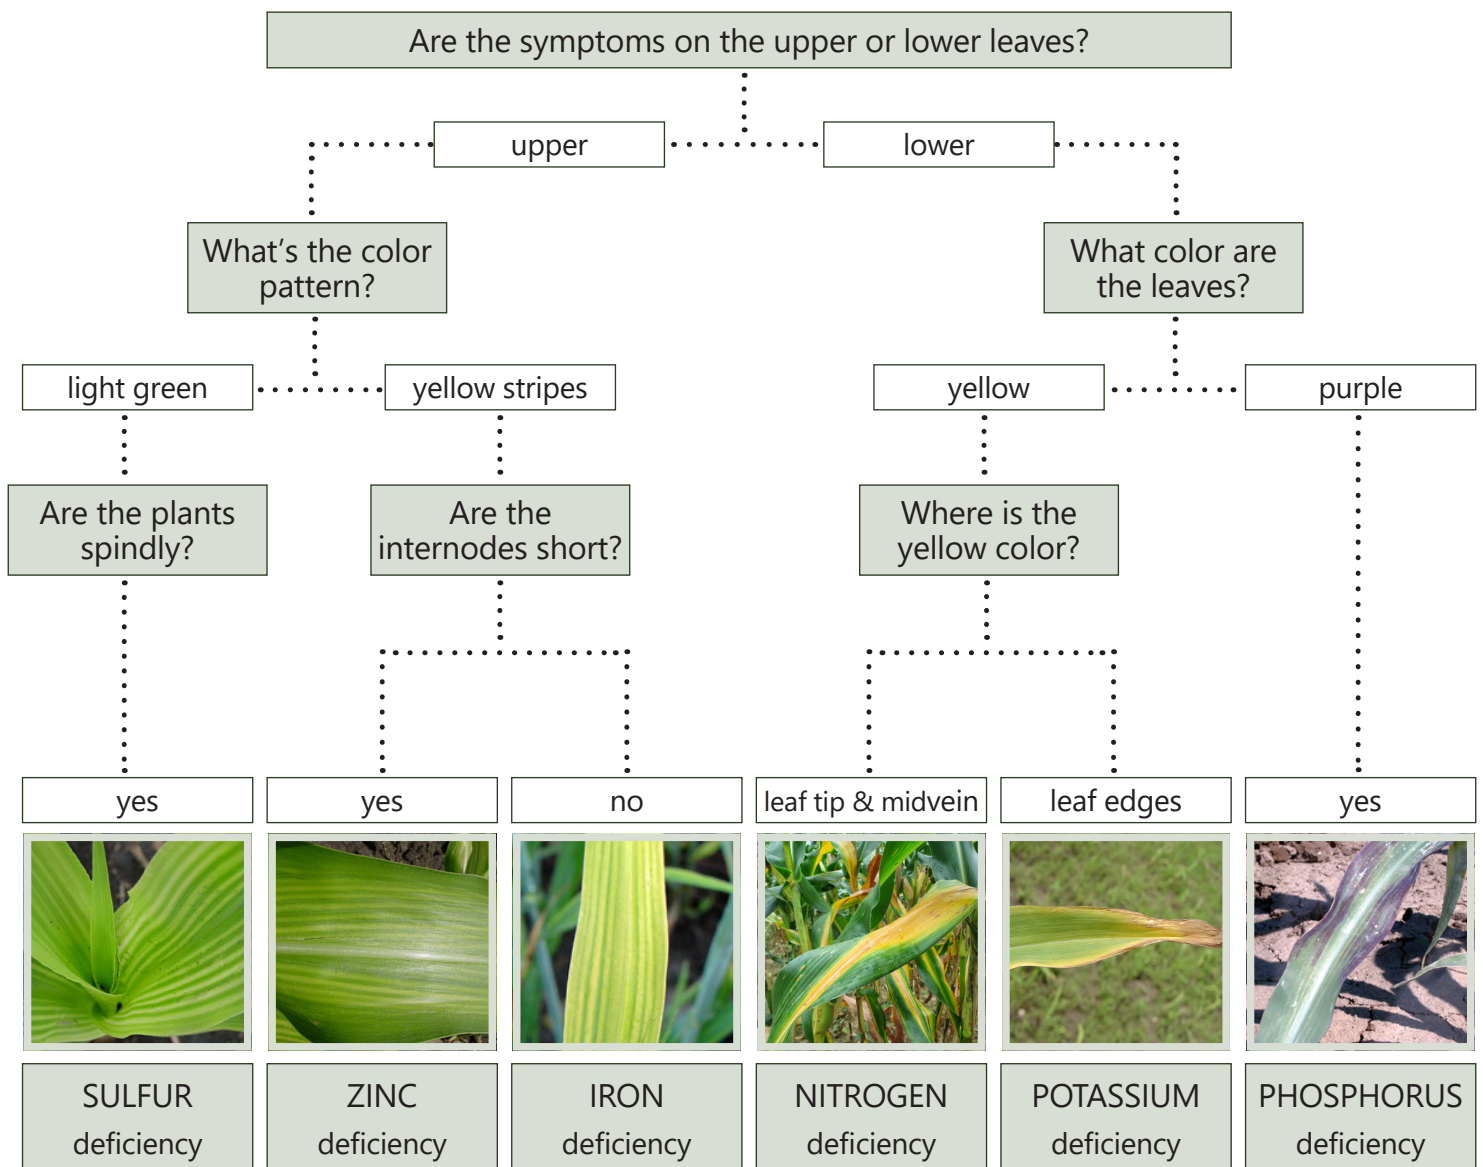 Are the symptoms on the upper or lower leaves?
upper
lower
What’s the color
pattern?
What color are
the leaves?
light green
yellow stripes
yellow
purple
Are the plants
spindly?
Are the
internodes short?
Where is the
yellow color?
yes
yes
no
leaf tip & midvein
leaf edges
yes
SULFUR
deficiency
ZINC
deficiency
IRON
deficiency
NITROGEN
deficiency
POTASSIUM
deficiency
PHOSPHORUS
deficiency